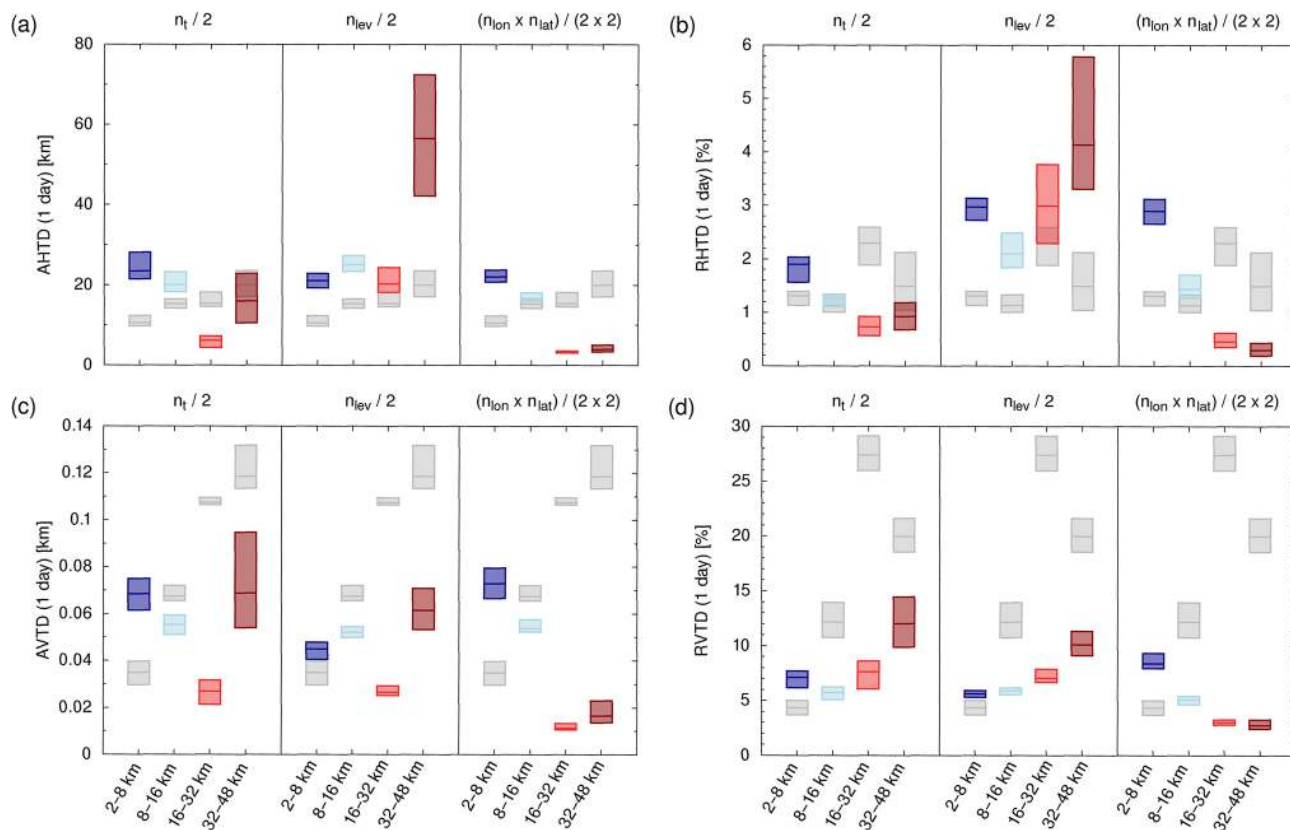 (a) n_t / 2 n_lev / 2 (n_lon x n_lat) / (2 x 2)
AHTD (1 day) [km]
80
60
40
20
0
(b) n_t / 2 n_lev / 2 (n_lon x n_lat) / (2 x 2)
RHTD (1 day) [%]
6
5
4
3
2
1
0
(c) n_t / 2 n_lev / 2 (n_lon x n_lat) / (2 x 2)
AVTD (1 day) [km]
0.14
0.12
0.1
0.08
0.06
0.04
0.02
0
2–8 km
8–16 km
16–32 km
32–48 km
2–8 km
8–16 km
16–32 km
32–48 km
2–8 km
8–16 km
16–32 km
32–48 km
(d) n_t / 2 n_lev / 2 (n_lon x n_lat) / (2 x 2)
RVTD (1 day) [%]
30
25
20
15
10
5
0
2–8 km
8–16 km
16–32 km
32–48 km
2–8 km
8–16 km
16–32 km
32–48 km
2–8 km
8–16 km
16–32 km
32–48 km